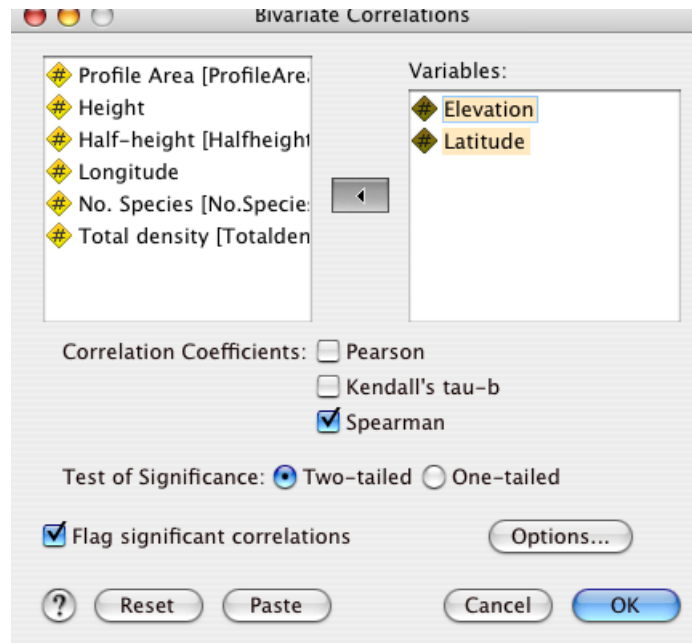 Bivariate Correlations
Profile Area [ProfileArea
Height
Half-height [Halfheight
Longitude
No. Species [No.Species
Total density [Totalden
Variables:
Elevation
Latitude
Correlation Coefficients:
Pearson
Kendall's tau-b
Spearman
Test of Significance:
Two-tailed
One-tailed
Flag significant correlations
Options...
?
Reset
Paste
Cancel
OK